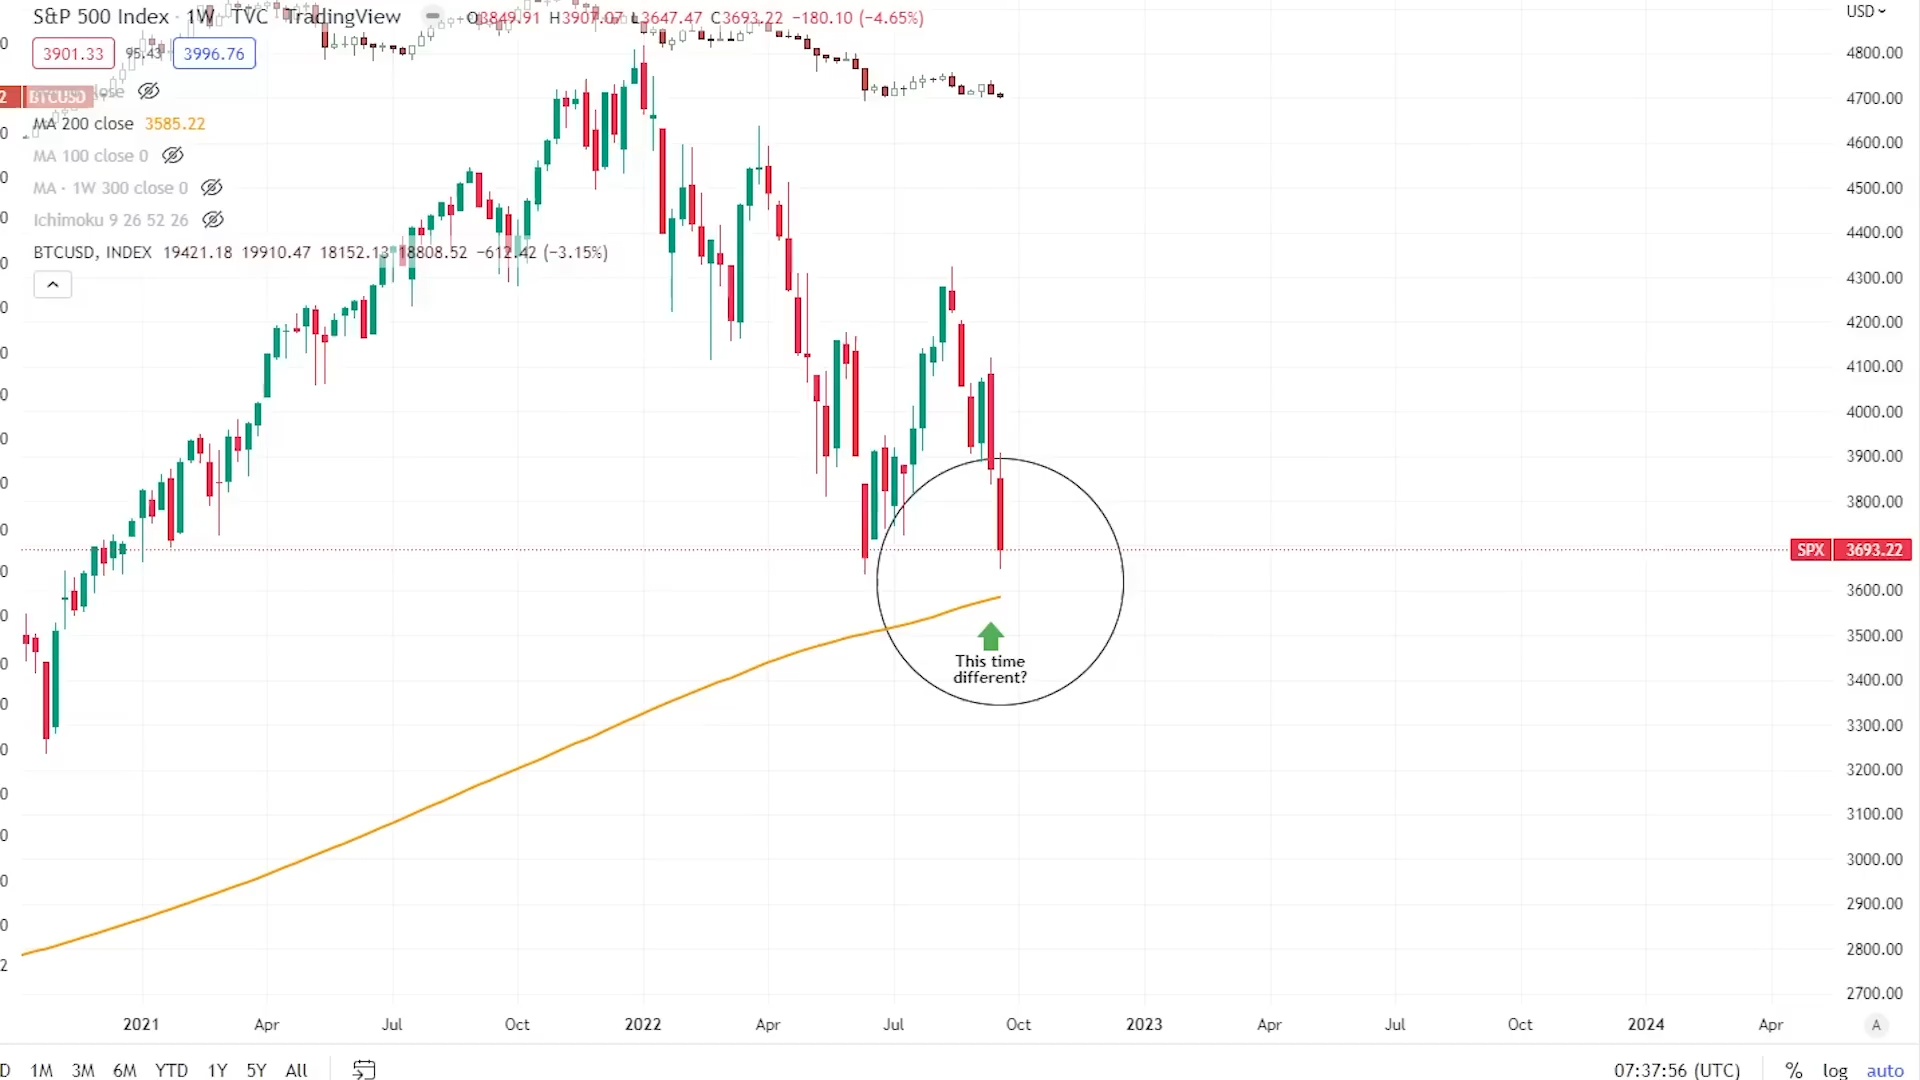 S&P 500 Index · 1W · TVC TradingView O3849.91 H3907.07 L3647.47 C3693.22 −180.10 (−4.65%)
USD
3901.33 95.43 3996.76
BTCUSD close
MA 200 close 3585.22
MA 100 close 0
MA · 1W 300 close 0
Ichimoku 9 26 52 26
BTCUSD, INDEX 19421.18 19910.47 18152.13 18808.52 −612.42 (−3.15%)
4800.00
4700.00
4600.00
4500.00
4400.00
4300.00
4200.00
4100.00
4000.00
3900.00
3800.00
SPX 3693.22
3600.00
3500.00
3400.00
3300.00
3200.00
3100.00
3000.00
2900.00
2800.00
2700.00
This time
different?
2021 Apr Jul Oct 2022 Apr Jul Oct 2023 Apr Jul Oct 2024 Apr A
D 1M 3M 6M YTD 1Y 5Y All 07:37:56 (UTC) % log auto